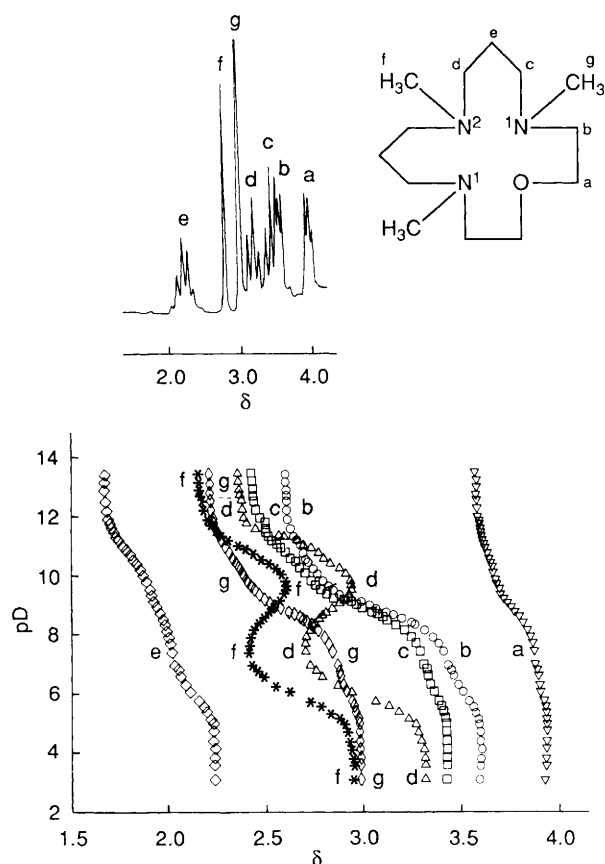 g
f
c
d
b
a
e
2.0 3.0 4.0
δ
e
d c
f g
H₃C CH₃
N² ¹N
b
a
N¹ O
H₃C
14
12
10
8
6
4
2
pD
f g c b
d
a
d
g f
f
e d g c b a
f g d
1.5 2.0 2.5 3.0 3.5 4.0
δ